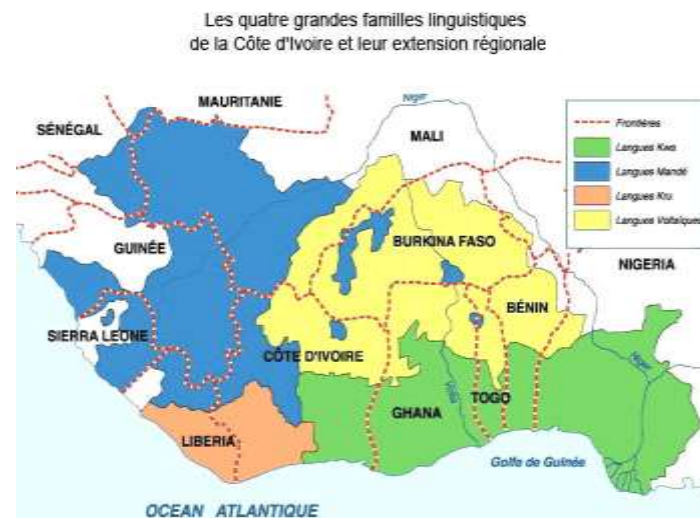 Les quatre grandes familles linguistiques
de la Côte d'Ivoire et leur extension régionale
MAURITANIE
Niger
SÉNÉGAL
MALI
Frontières
Langues Kwa
Langues Mandé
Langues Kru
Langues Voltaïques
GUINÉE
BURKINA FASO
NIGERIA
BÉNIN
SIERRA LEONE
CÔTE D'IVOIRE
Niger
Volta
TOGO
GHANA
LIBERIA
Golfe de Guinée
OCEAN ATLANTIQUE